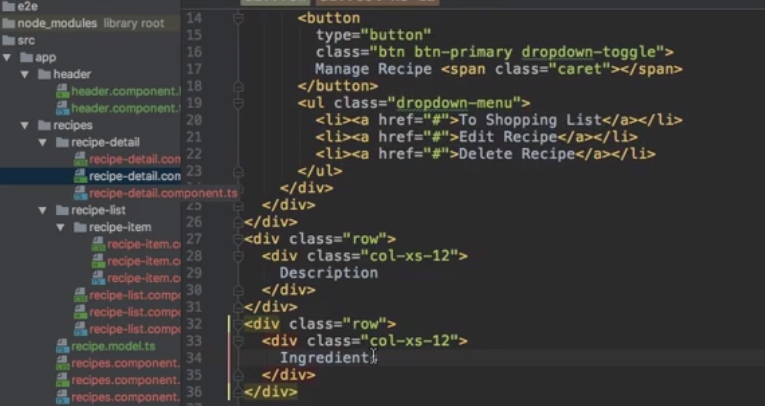 e2e
node_modules library root
src
app
header
header.component.
header.component.t
recipes
recipe-detail
recipe-detail.com
recipe-detail.com
recipe-detail.component.ts
recipe-list
recipe-item
recipe-item.c
recipe-item.c
recipe-item.c
recipe-list.comp
recipe-list.comp
recipe-list.comp
recipe.model.ts
recipes.component.
recipes.component.
recipes.component.
14 <button
15 type="button"
16 class="btn btn-primary dropdown-toggle">
17 Manage Recipe <span class="caret"></span>
18 </button>
19 <ul class="dropdown-menu">
20 <li><a href="#">To Shopping List</a></li>
21 <li><a href="#">Edit Recipe</a></li>
22 <li><a href="#">Delete Recipe</a></li>
23 </ul>
</div>
25 </div>
26 </div>
27 <div class="row">
28 <div class="col-xs-12">
29 Description
30 </div>
31 </div>
32 <div class="row">
33 <div class="col-xs-12">
34 Ingredients
35 </div>
36 </div>